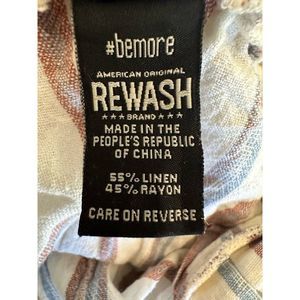 #bemore
AMERICAN ORIGINAL
REWASH
★★★ BRAND ★★★
MADE IN THE
PEOPLE'S REPUBLIC
OF CHINA
55% LINEN
45% RAYON
CARE ON REVERSE